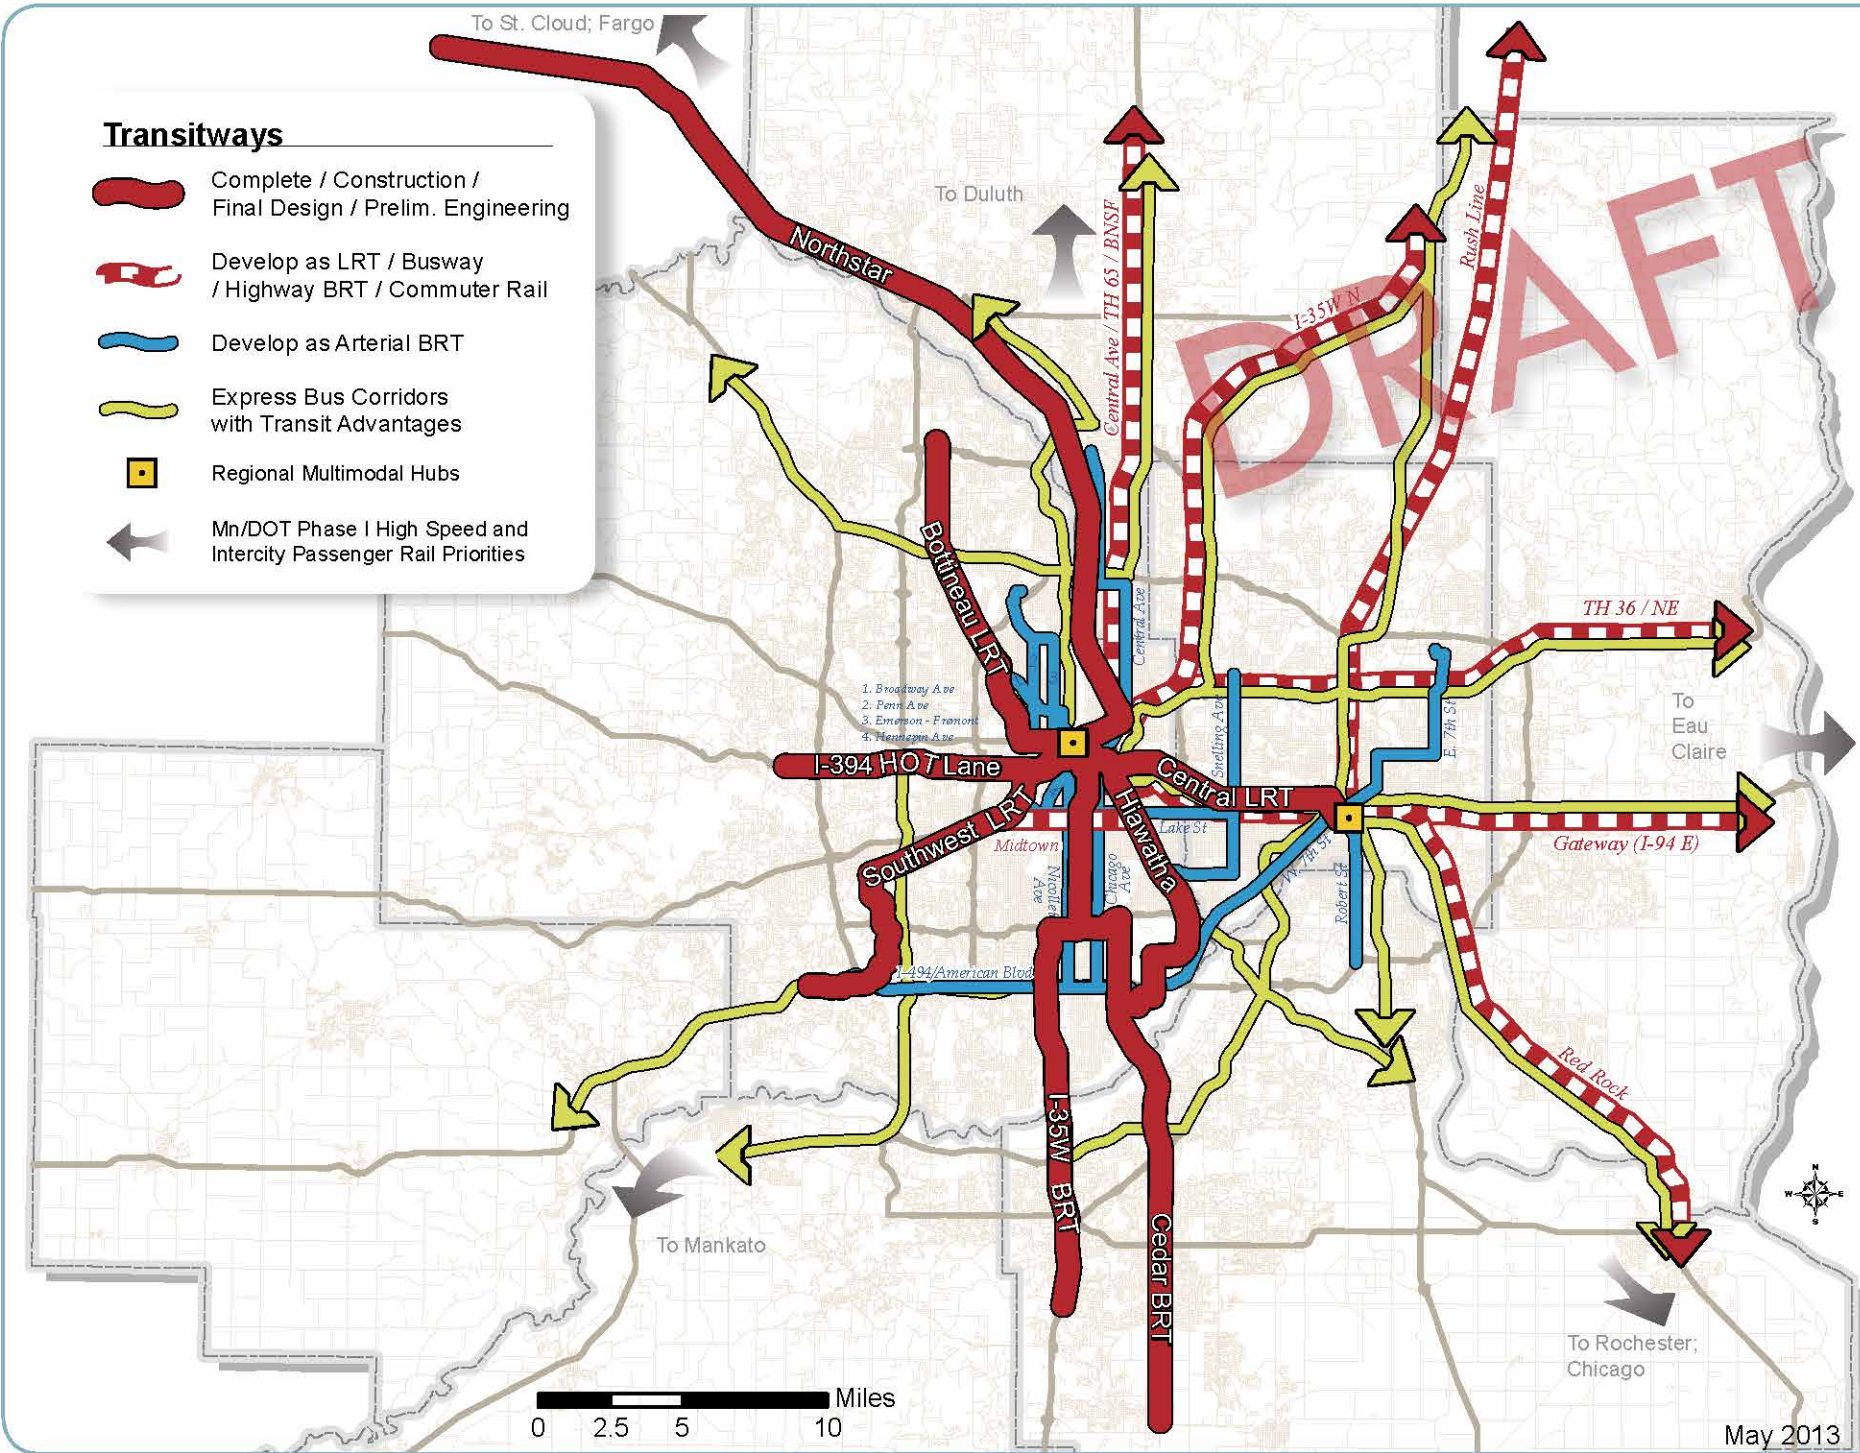 To St. Cloud; Fargo
Transitways
Complete / Construction /
Final Design / Prelim. Engineering
Develop as LRT / Busway
/ Highway BRT / Commuter Rail
Develop as Arterial BRT
Express Bus Corridors
with Transit Advantages
Regional Multimodal Hubs
Mn/DOT Phase I High Speed and
Intercity Passenger Rail Priorities
To Duluth
Northstar
Central Ave / TH 65 / BNSF
I-35W N
Rush Line
DRAFT
Bottineau LRT
Central Ave
TH 36 / NE
1. Broadway Ave
2. Penn Ave
3. Emerson - Fremont
4. Hennepin Ave
Snelling Ave
E. 7th St
To
Eau
Claire
I-394 HOT Lane
Central LRT
Southwest LRT
Hiawatha
Lake St
Midtown
Nicollet
Ave
Chicago
Ave
W. 7th St
Robert St
Gateway (I-94 E)
I-494/American Blvd
Red Rock
I-35W BRT
Cedar BRT
To Mankato
N
W
E
S
To Rochester;
Chicago
Miles
0
2.5
5
10
May 2013